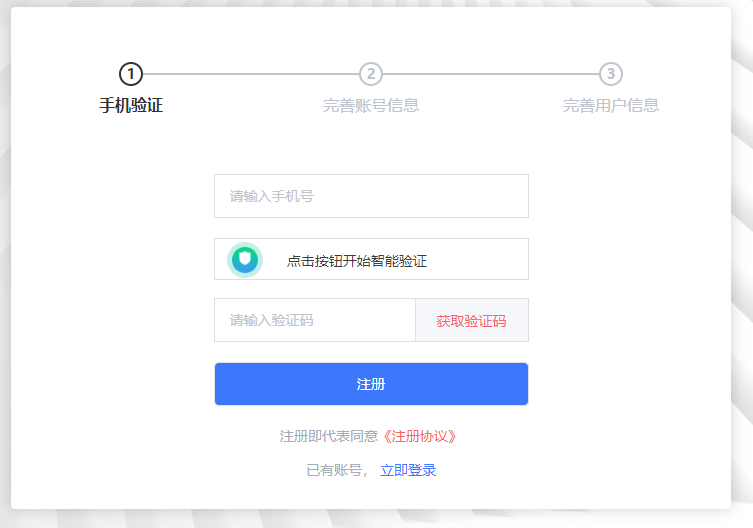 1 2 3
手机验证 完善账号信息 完善用户信息
请输入手机号
点击按钮开始智能验证
请输入验证码 获取验证码
注册
注册即代表同意《注册协议》
已有账号， 立即登录